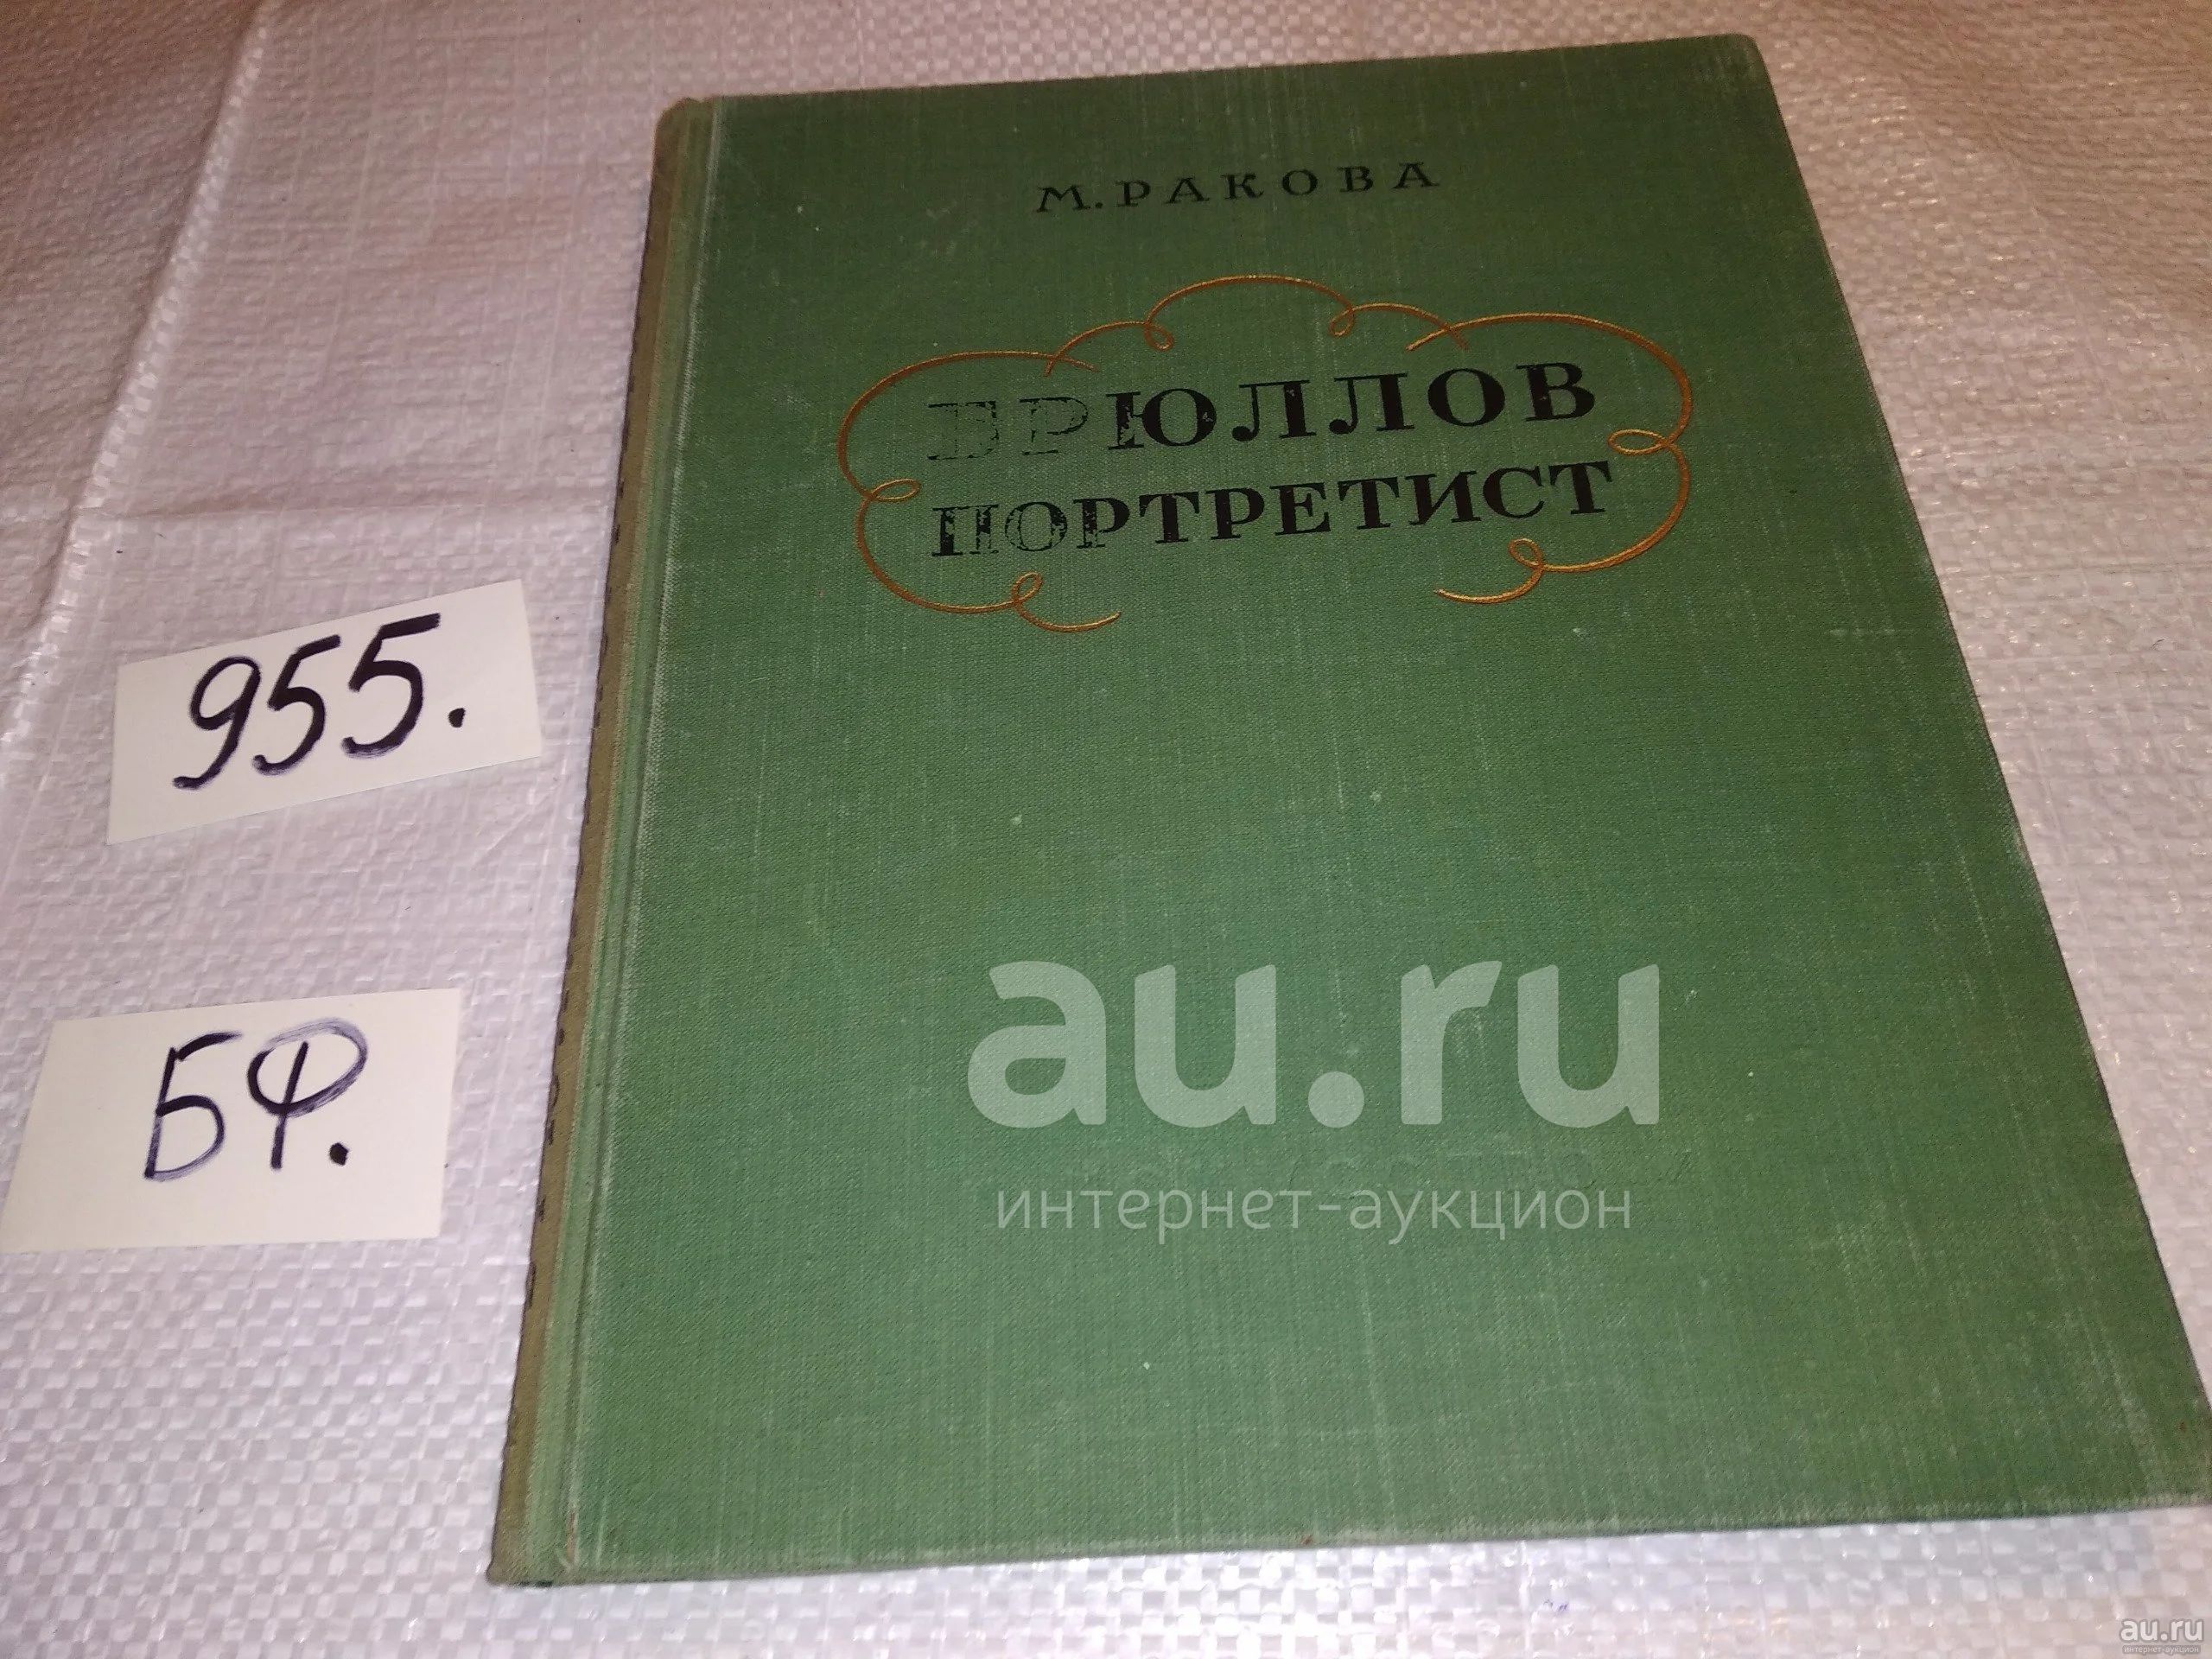 М. РАКОВА
БРЮЛЛОВ
ПОРТРЕТИСТ
955.
БФ.
au.ru
интернет-аукцион
au.ru
интернет-аукцион